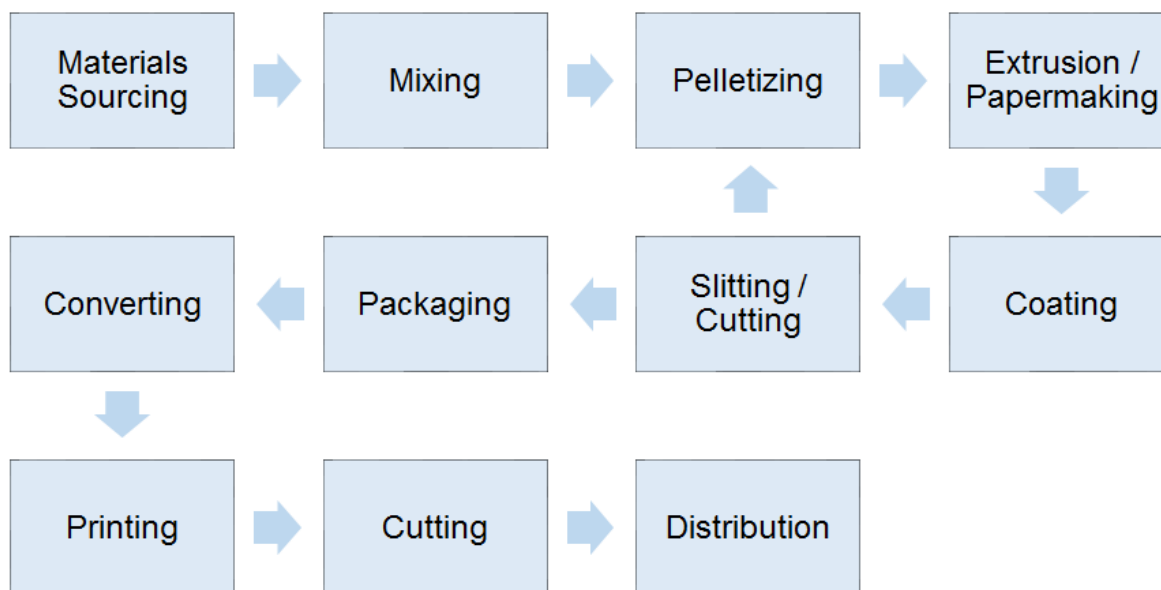 Materials
Sourcing
Mixing
Pelletizing
Extrusion /
Papermaking
Converting
Packaging
Slitting /
Cutting
Coating
Printing
Cutting
Distribution